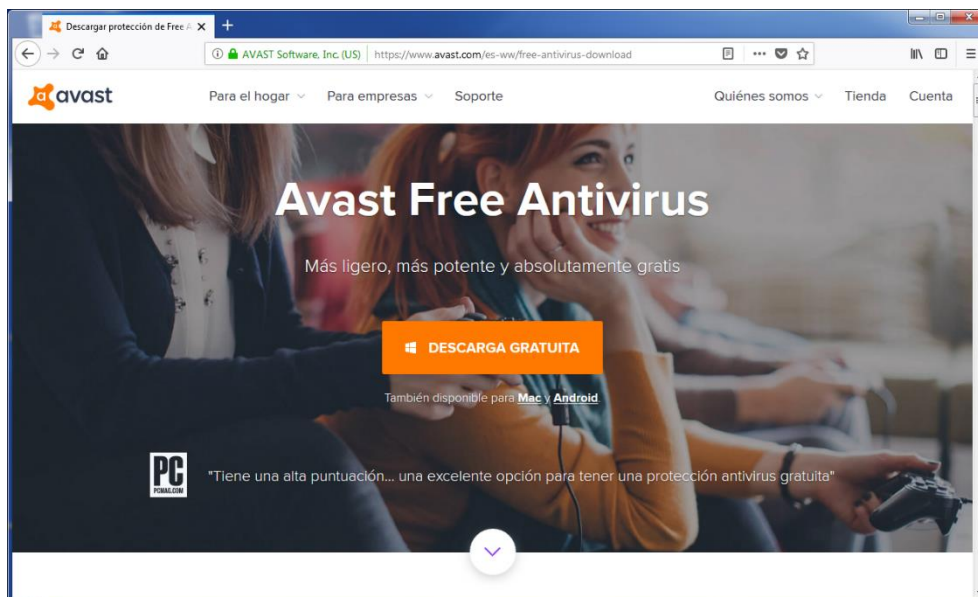 Descargar protección de Free A
AVAST Software, Inc. (US) https://www.avast.com/es-ww/free-antivirus-download
avast Para el hogar Para empresas Soporte Quiénes somos Tienda Cuenta
Avast Free Antivirus
Más ligero, más potente y absolutamente gratis
DESCARGA GRATUITA
También disponible para Mac y Android.
PC
PCMAG.COM
"Tiene una alta puntuación... una excelente opción para tener una protección antivirus gratuita"